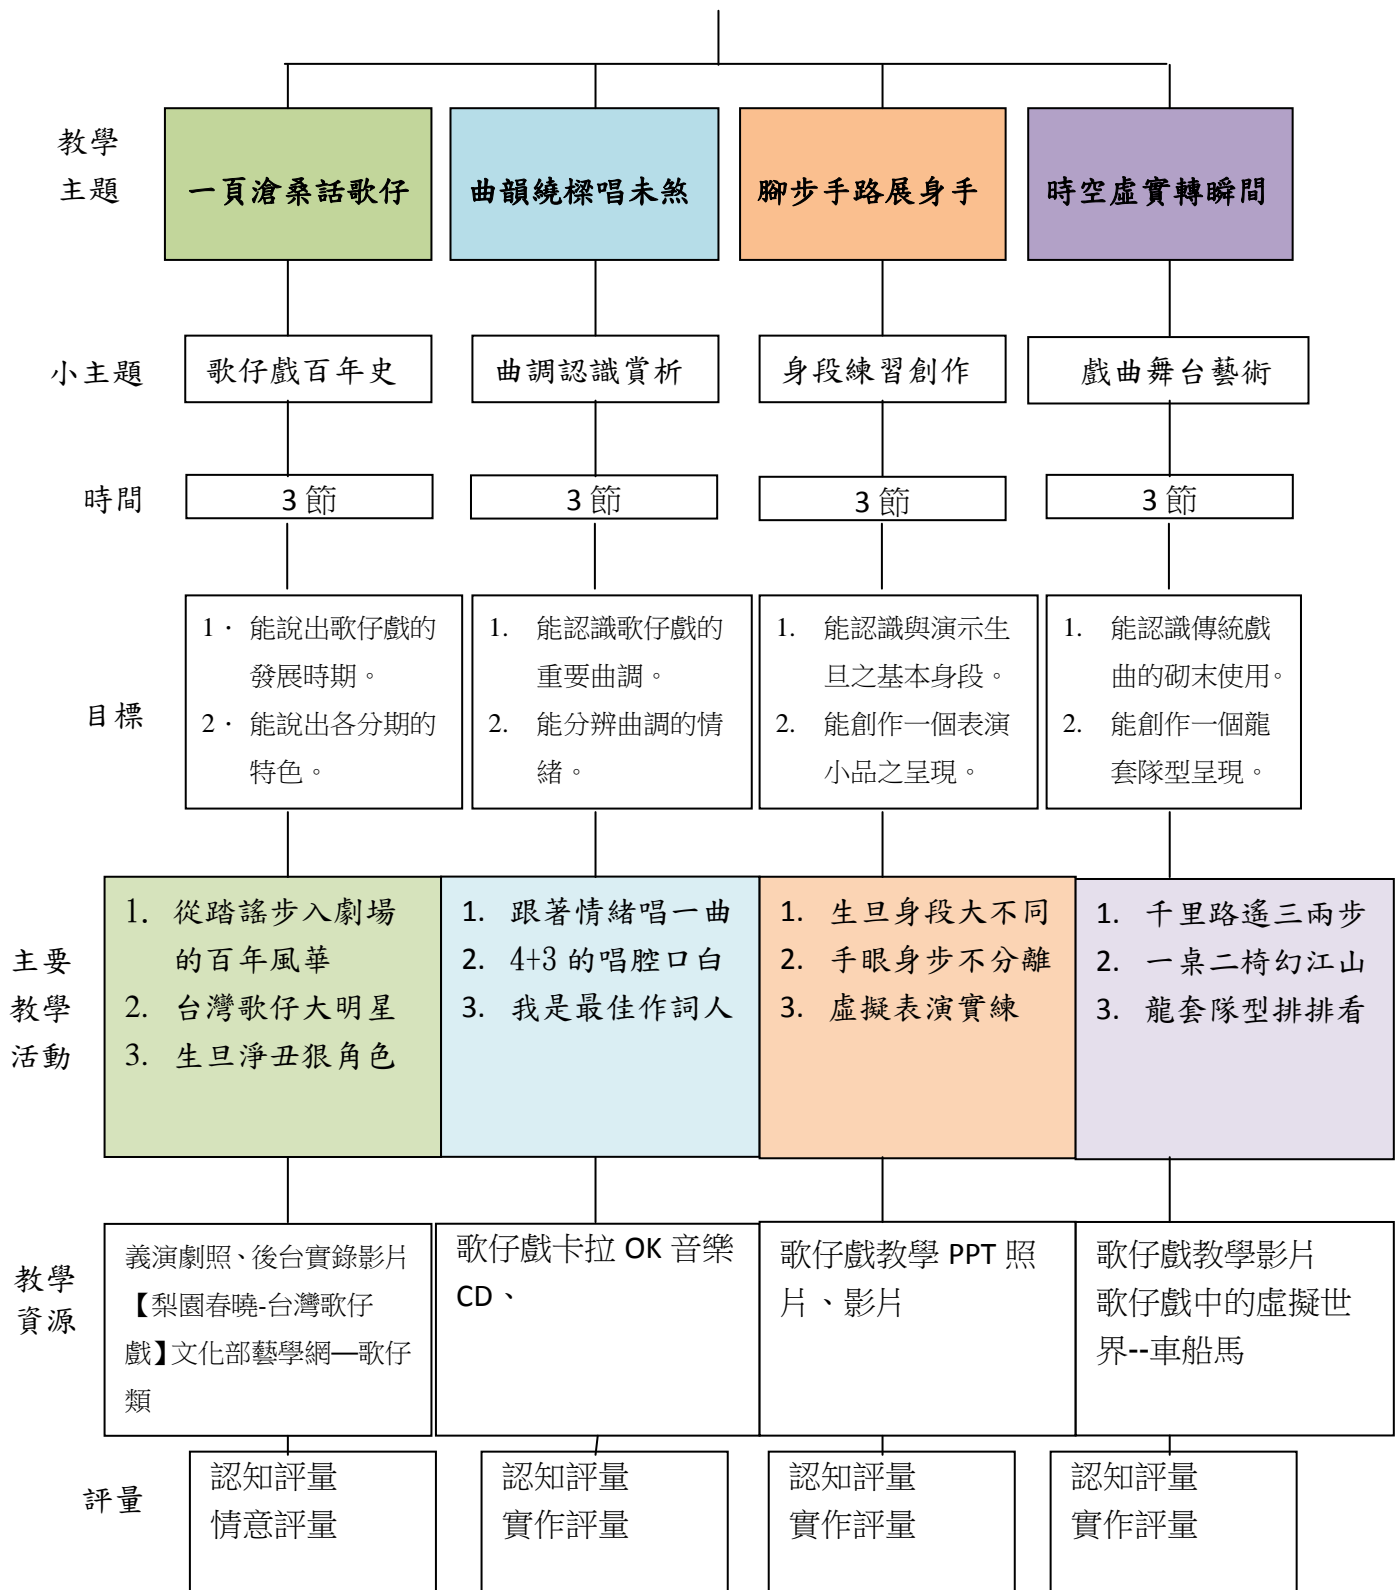 教學
主題
一頁滄桑話歌仔
曲韻繞樑唱未煞
腳步手路展身手
時空虛實轉瞬間
小主題
歌仔戲百年史
曲調認識賞析
身段練習創作
戲曲舞台藝術
時間
3 節
3 節
3 節
3 節
目標
1． 能說出歌仔戲的
發展時期。
2． 能說出各分期的
特色。
1. 能認識歌仔戲的
重要曲調。
2. 能分辨曲調的情
緒。
1. 能認識與演示生
旦之基本身段。
2. 能創作一個表演
小品之呈現。
1. 能認識傳統戲
曲的砌末使用。
2. 能創作一個龍
套隊型呈現。
主要
教學
活動
1. 從踏謠步入劇場
的百年風華
2. 台灣歌仔大明星
3. 生旦淨丑狠角色
1. 跟著情緒唱一曲
2. 4+3 的唱腔口白
3. 我是最佳作詞人
1. 生旦身段大不同
2. 手眼身步不分離
3. 虛擬表演實練
1. 千里路遙三兩步
2. 一桌二椅幻江山
3. 龍套隊型排排看
教學
資源
義演劇照、後台實錄影片
【梨園春曉-台灣歌仔
戲】文化部藝學網—歌仔
類
歌仔戲卡拉 OK 音樂
CD、
歌仔戲教學 PPT 照
片、影片
歌仔戲教學影片
歌仔戲中的虛擬世
界--車船馬
評量
認知評量
情意評量
認知評量
實作評量
認知評量
實作評量
認知評量
實作評量